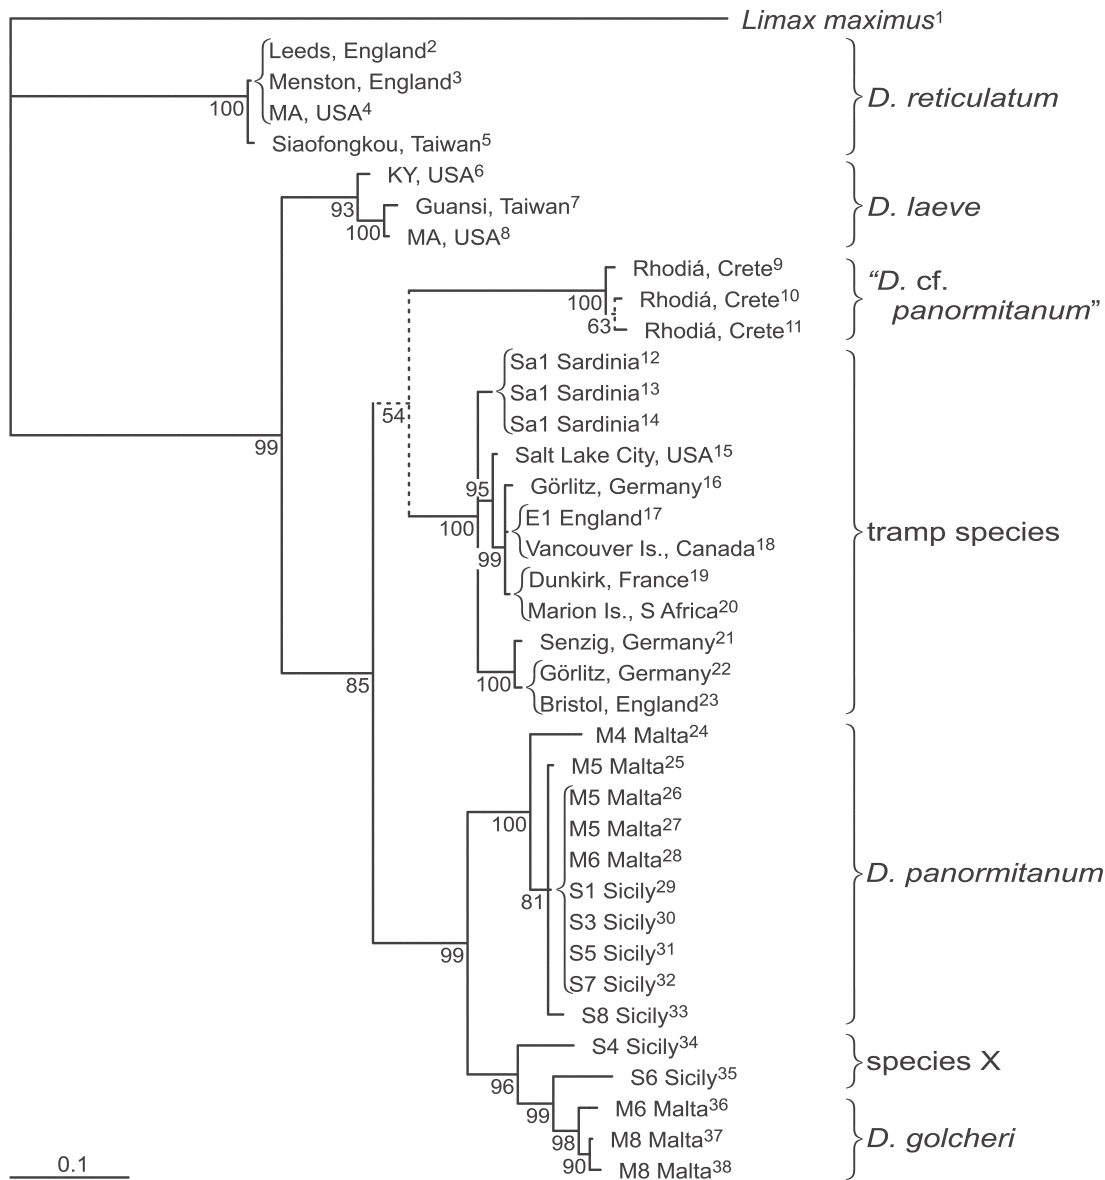 Limax maximus¹
Leeds, England²
Menston, England³
MA, USA⁴
100
Siaofongkou, Taiwan⁵
D. reticulatum
KY, USA⁶
93
Guansi, Taiwan⁷
100
MA, USA⁸
D. laeve
Rhodiá, Crete⁹
100
Rhodiá, Crete¹⁰
63
Rhodiá, Crete¹¹
“D. cf.
panormitanum”
Sa1 Sardinia¹²
Sa1 Sardinia¹³
Sa1 Sardinia¹⁴
54
99
Salt Lake City, USA¹⁵
95
Görlitz, Germany¹⁶
E1 England¹⁷
100
Vancouver Is., Canada¹⁸
99
Dunkirk, France¹⁹
Marion Is., S Africa²⁰
Senzig, Germany²¹
Görlitz, Germany²²
100
85
Bristol, England²³
tramp species
M4 Malta²⁴
M5 Malta²⁵
M5 Malta²⁶
100
M5 Malta²⁷
M6 Malta²⁸
S1 Sicily²⁹
81
S3 Sicily³⁰
S5 Sicily³¹
99
S7 Sicily³²
S8 Sicily³³
D. panormitanum
S4 Sicily³⁴
96
S6 Sicily³⁵
species X
99
M6 Malta³⁶
98
M8 Malta³⁷
90
M8 Malta³⁸
D. golcheri
0.1